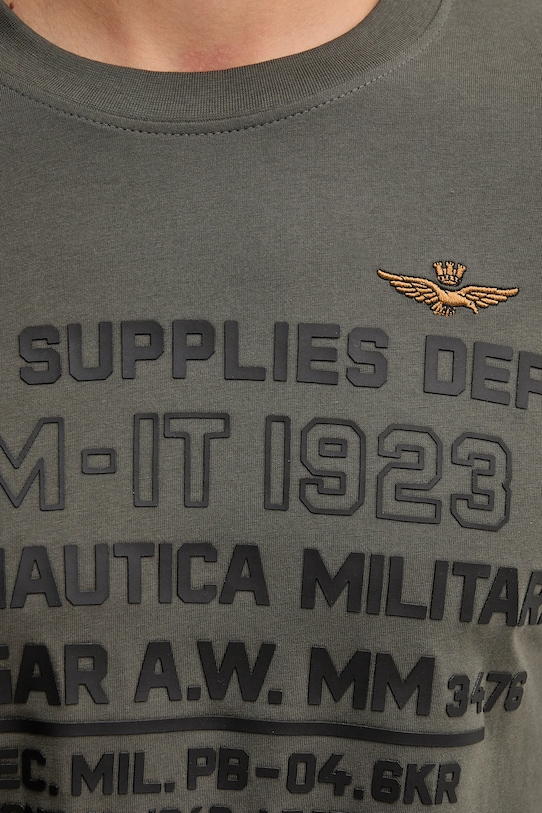 SUPPLIES DEP
M-IT 1923
NAUTICA MILITAR
GAR A.W. MM 3476
EC. MIL. PB-04.6KR